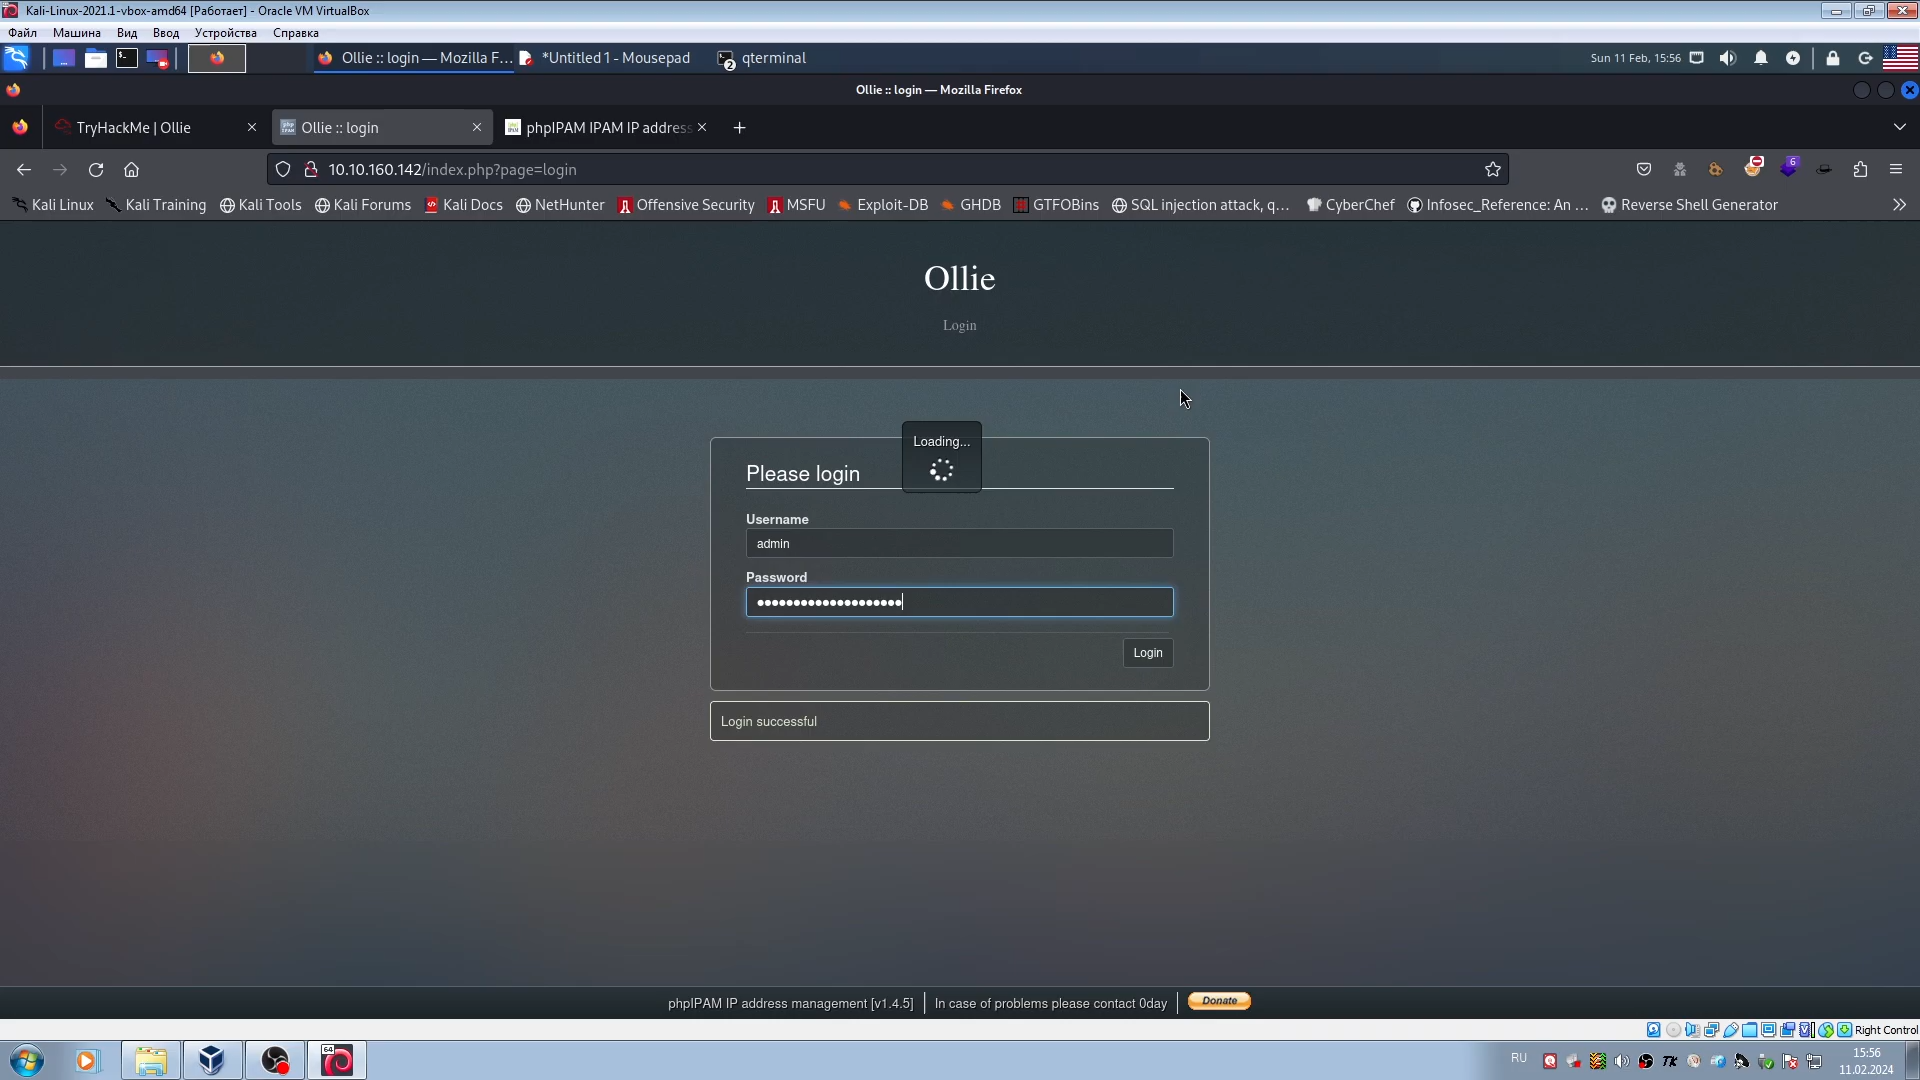 Kali-Linux-2021.1-vbox-amd64 [Работает] - Oracle VM VirtualBox
Файл Машина Вид Ввод Устройства Справка
Ollie :: login — Mozilla F... *Untitled 1 - Mousepad 2 qterminal Sun 11 Feb, 15:56
Ollie :: login — Mozilla Firefox
TryHackMe | Ollie Ollie :: login phpIPAM IPAM IP address
10.10.160.142/index.php?page=login 6
Kali Linux Kali Training Kali Tools Kali Forums Kali Docs NetHunter Offensive Security MSFU Exploit-DB GHDB GTFOBins SQL injection attack, q... CyberChef Infosec_Reference: An ... Reverse Shell Generator
Ollie
Login
Loading...
Please login
Username
admin
Password
Login
Login successful
phpIPAM IP address management [v1.4.5] In case of problems please contact 0day Donate
Right Control
64
RU 15:56
11.02.2024